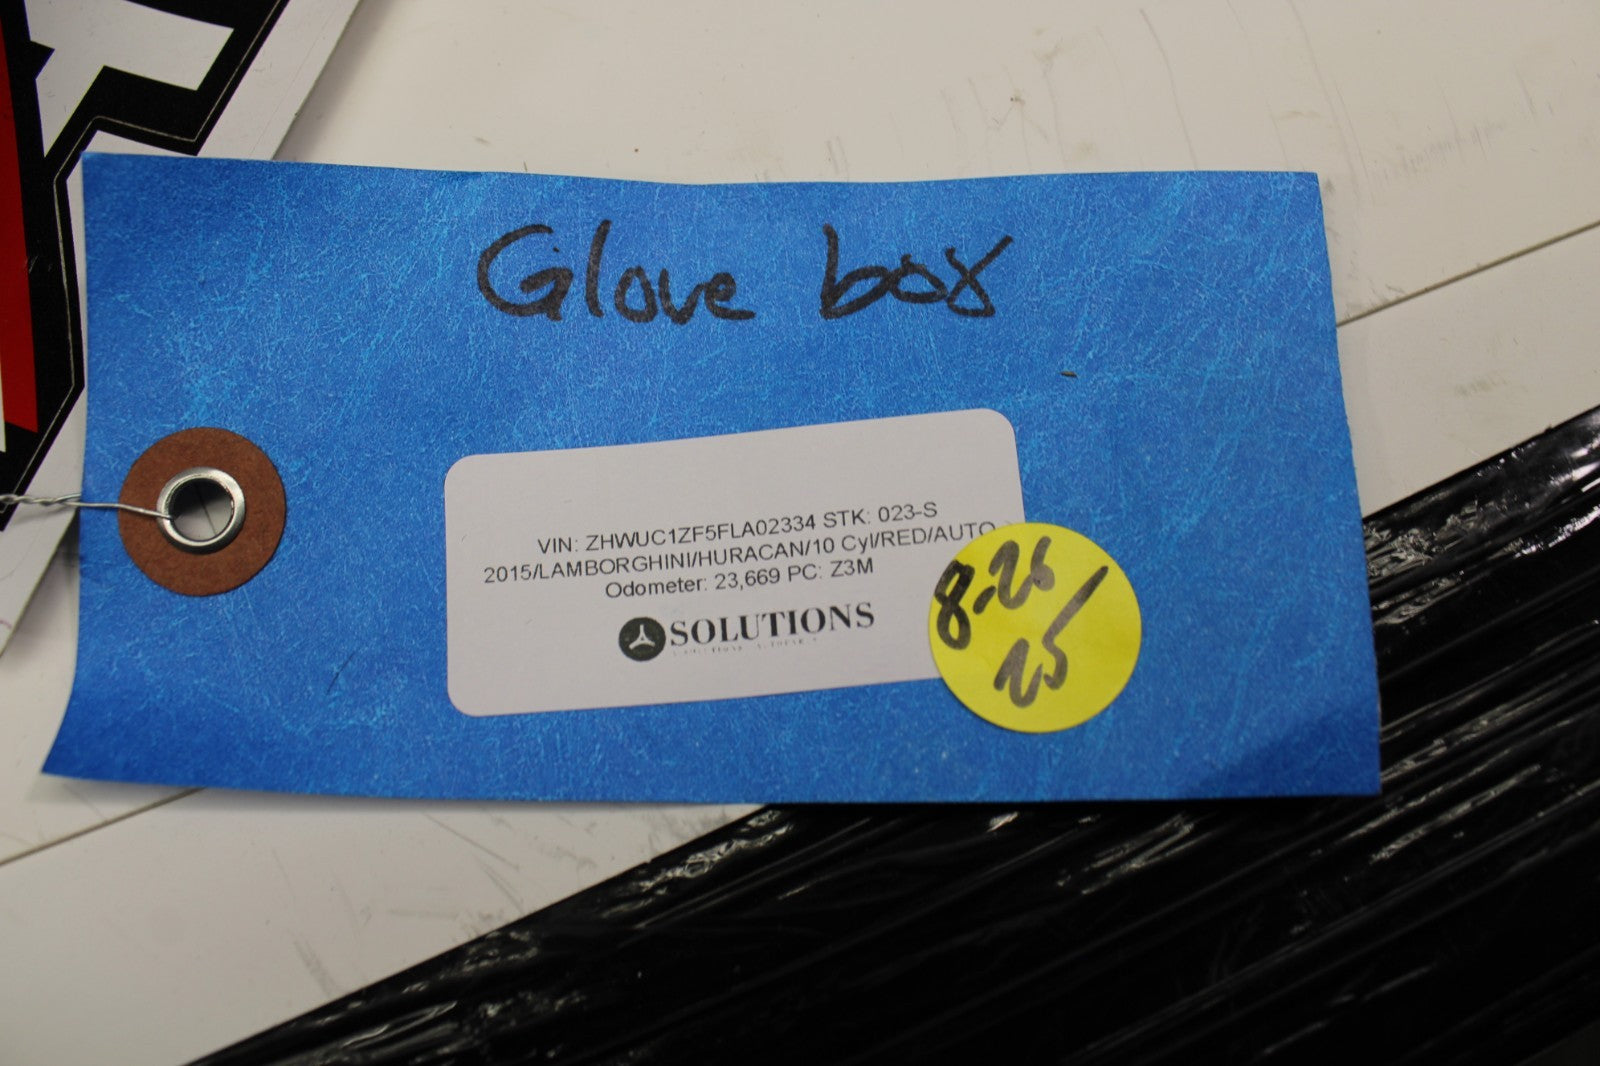 Glove box
VIN: ZHWUC1ZF5FLA02334 STK: 023-S
2015/LAMBORGHINI/HURACAN/10 Cyl/RED/AUTO
Odometer: 23,669 PC: Z3M
SOLUTIONS
8-26
25